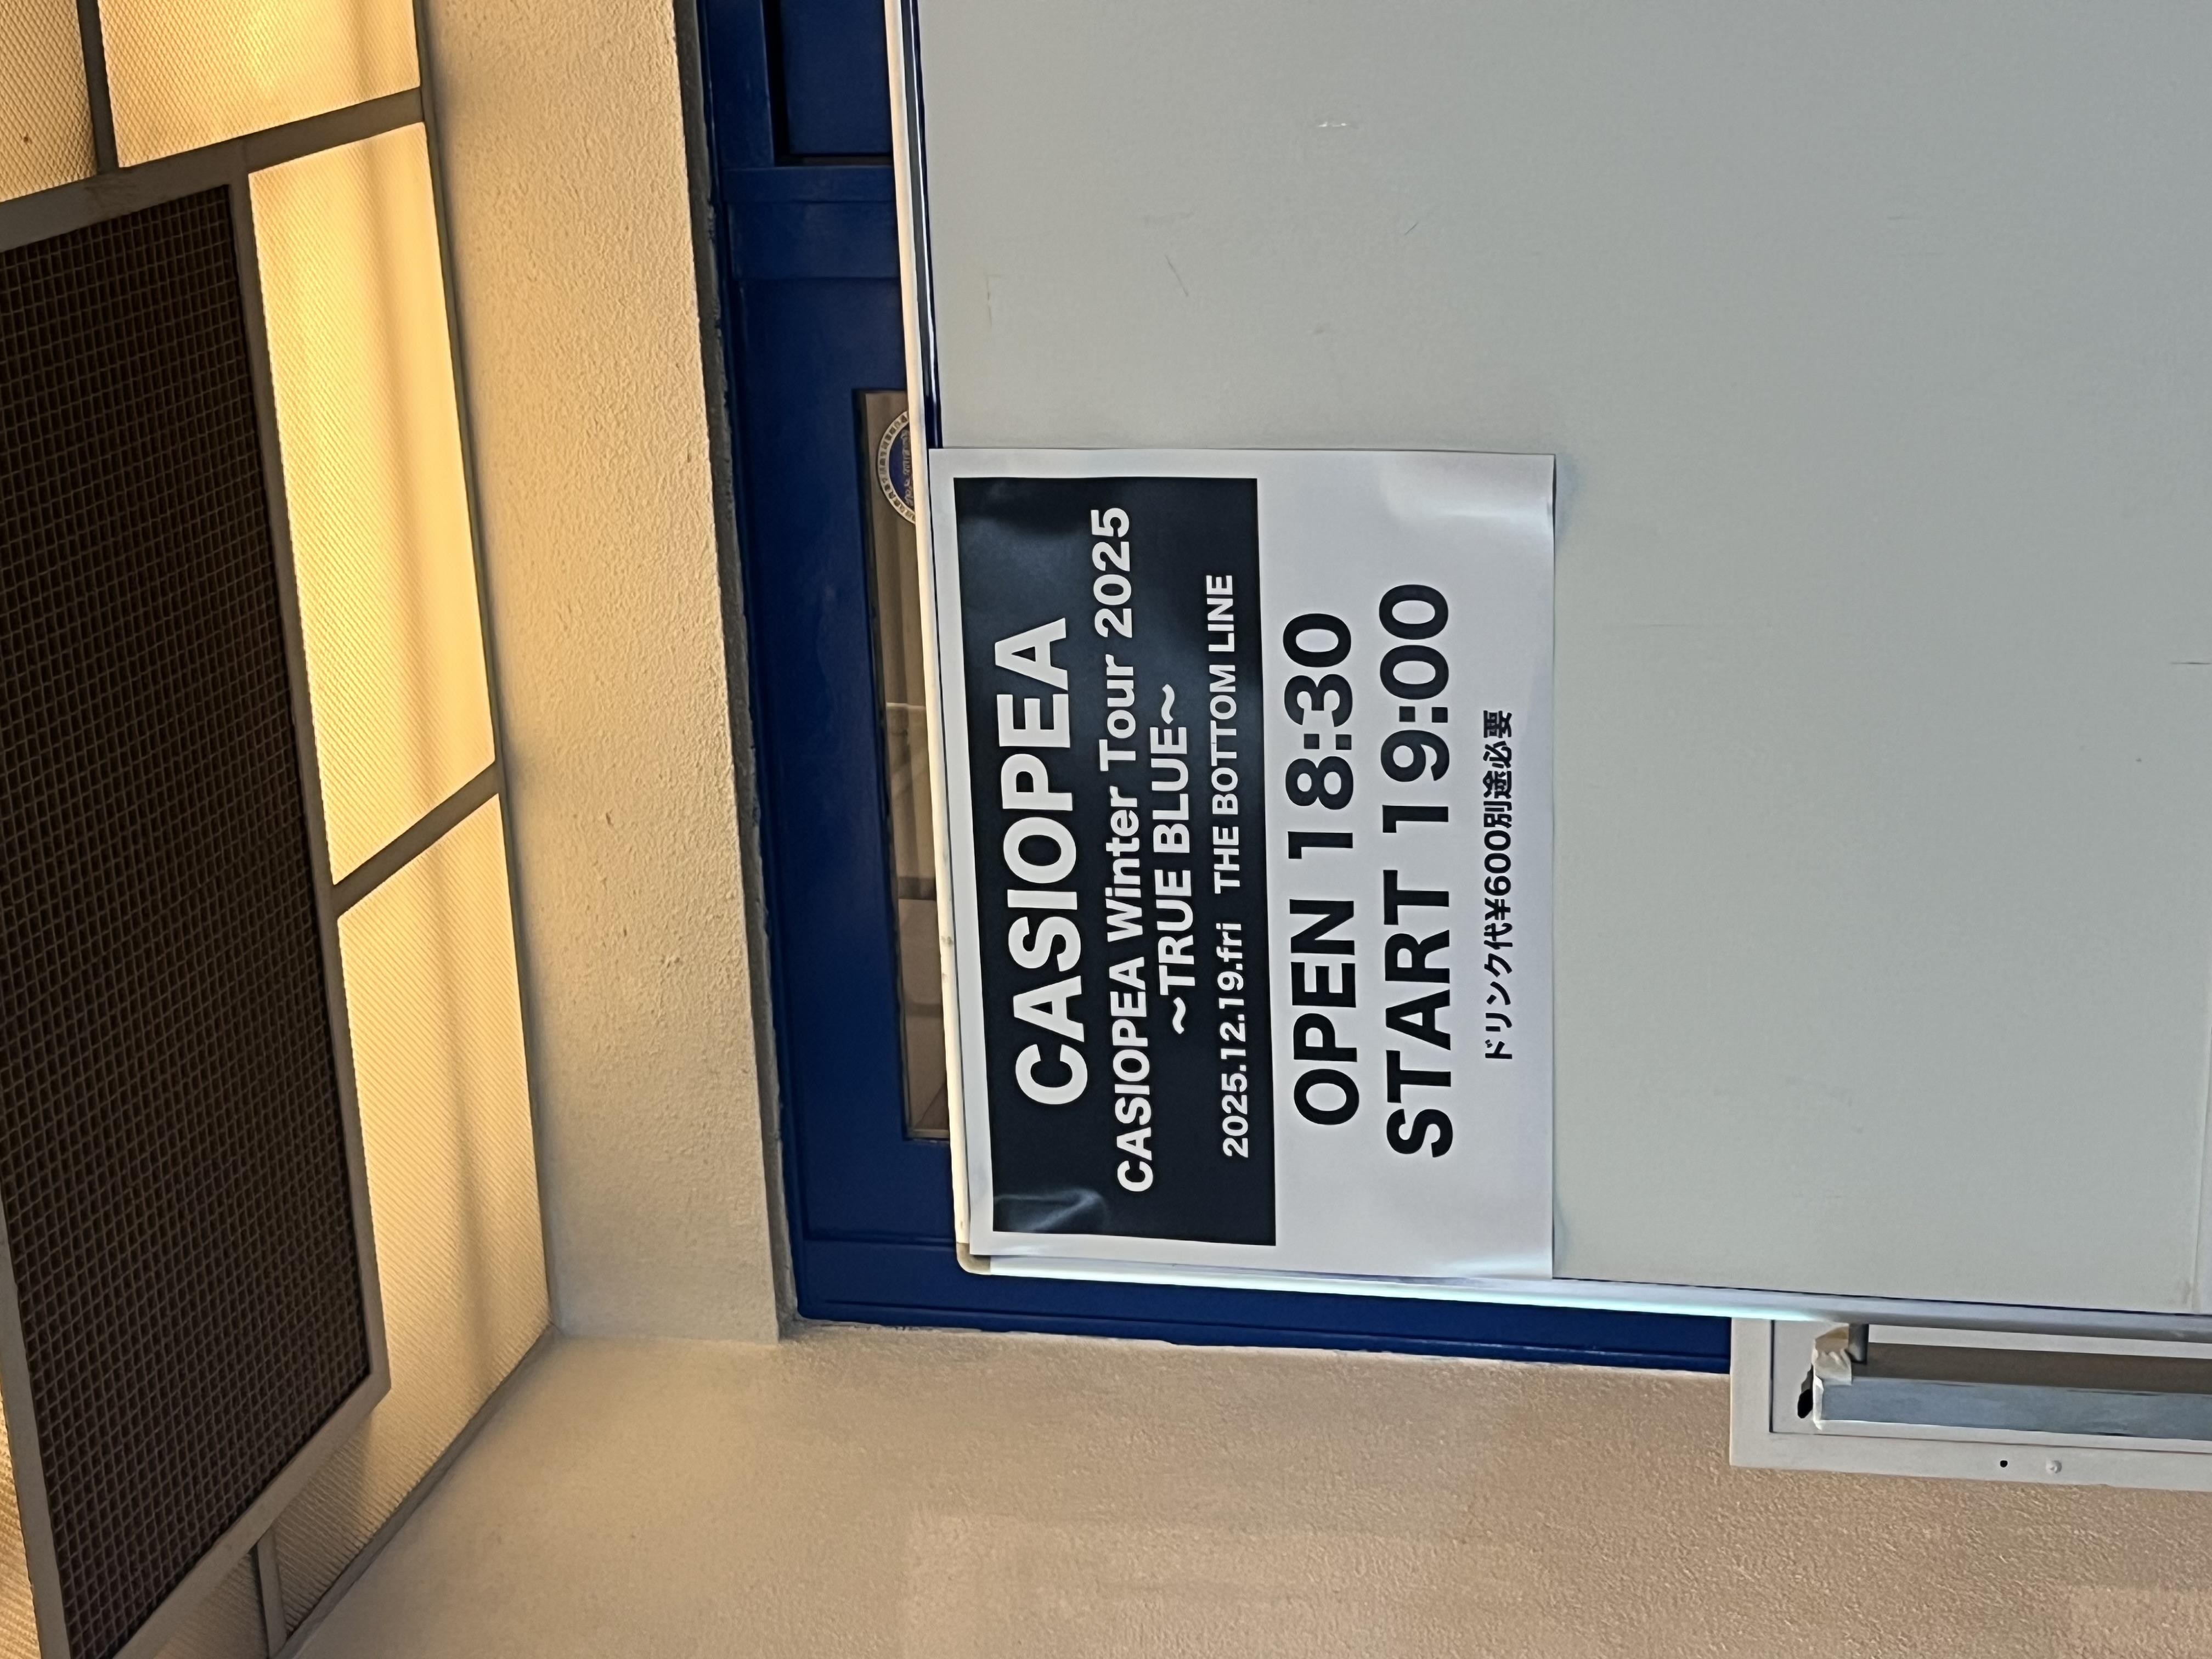 CASIOPEA
CASIOPEA Winter Tour 2025
~TRUE BLUE~
2025.12.19.fri THE BOTTOM LINE
OPEN 18:30
START 19:00
ドリンク代¥600別途必要